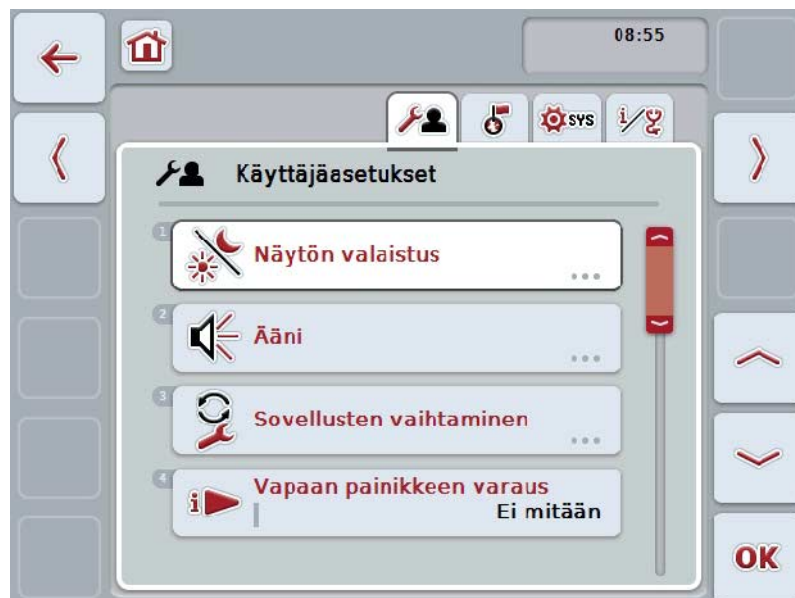 08:55
SYS
i/
Käyttäjäasetukset
1
Näytön valaistus
...
2
Ääni
...
3
Sovellusten vaihtaminen
...
4
i
Vapaan painikkeen varaus
Ei mitään
OK